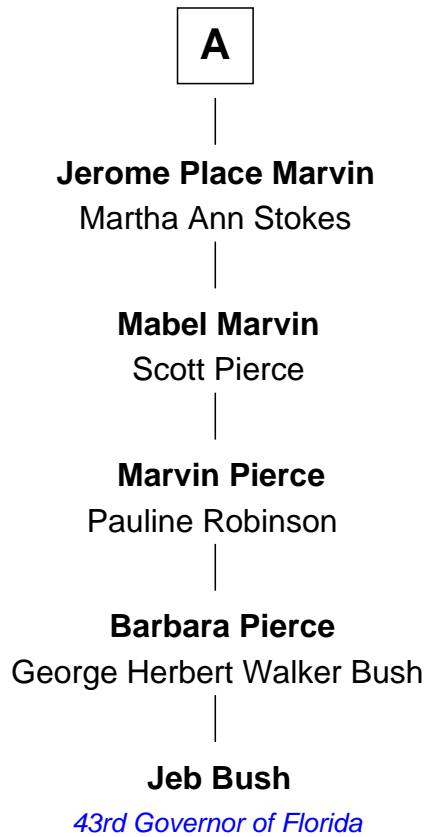 A
Jerome Place Marvin
Martha Ann Stokes
Mabel Marvin
Scott Pierce
Marvin Pierce
Pauline Robinson
Barbara Pierce
George Herbert Walker Bush
Jeb Bush
43rd Governor of Florida